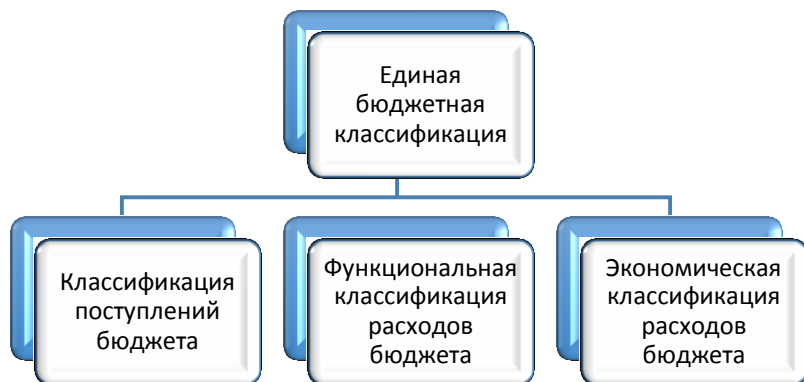 Единая
бюджетная
классификация
Классификация
поступлений
бюджета
Функциональная
классификация
расходов
бюджета
Экономическая
классификация
расходов
бюджета